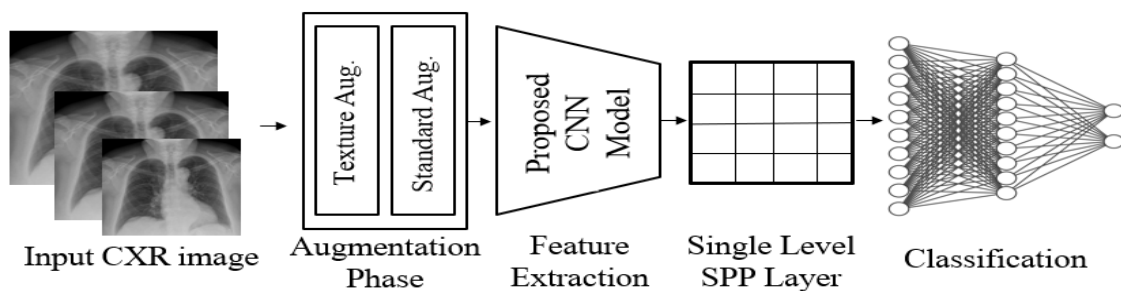 Texture Aug.
Standard Aug.
Proposed
CNN
Model
Input CXR image
Augmentation
Phase
Feature
Extraction
Single Level
SPP Layer
Classification